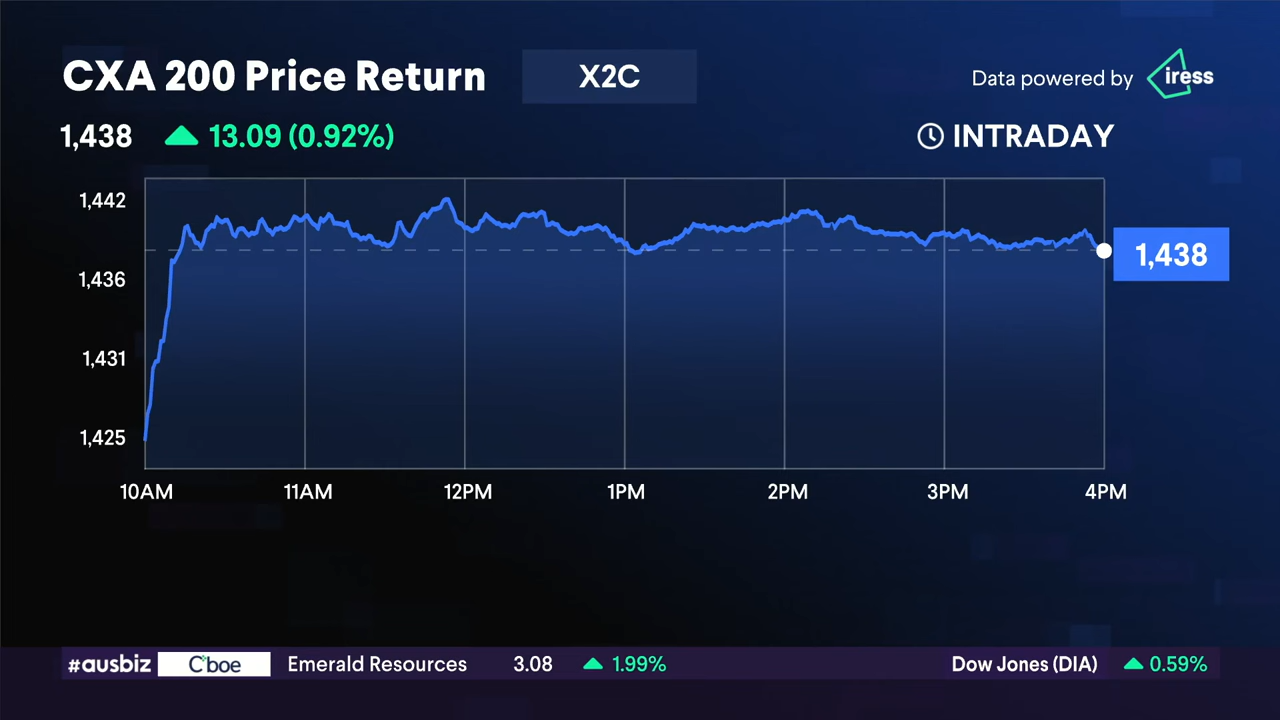 CXA 200 Price Return
X2C
Data powered by iress
1,438 ▲ 13.09 (0.92%)
INTRADAY
1,442
1,436
1,431
1,425
1,438
10AM 11AM 12PM 1PM 2PM 3PM 4PM
#ausbiz Cboe Emerald Resources 3.08 ▲ 1.99% Dow Jones (DIA) ▲ 0.59%